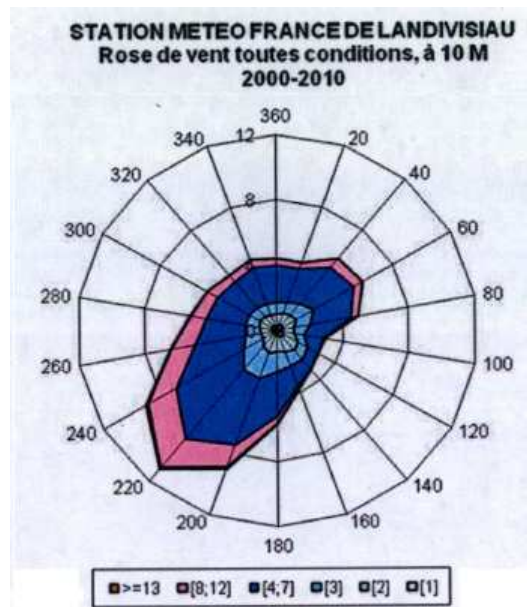 STATION METEO FRANCE DE LANDIVISIAU
Rose de vent toutes conditions, à 10 M
2000-2010
360
340 12 20
320 40
8
300 60
280 80
260 100
240 120
220 140
200 160
180
>=13 [8;12] [4;7] [3] [2] [1]